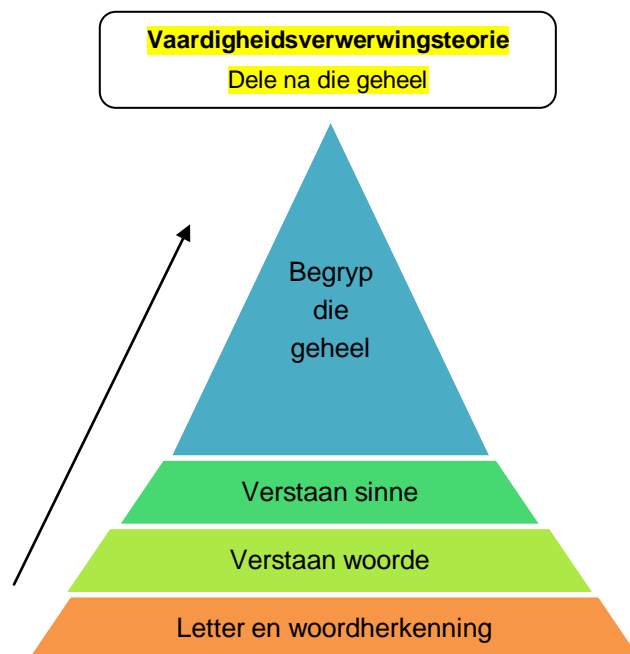 Vaardigheidsverwerwingsteorie
Dele na die geheel
Begryp
die
geheel
Verstaan sinne
Verstaan woorde
Letter en woordherkenning